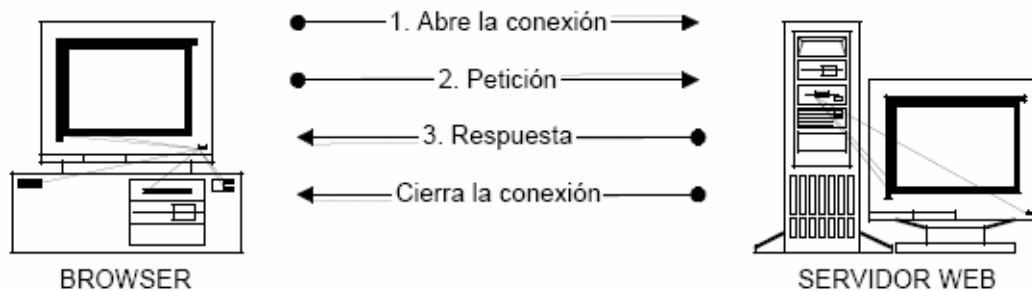 1. Abre la conexión
2. Petición
3. Respuesta
Cierra la conexión
BROWSER
SERVIDOR WEB